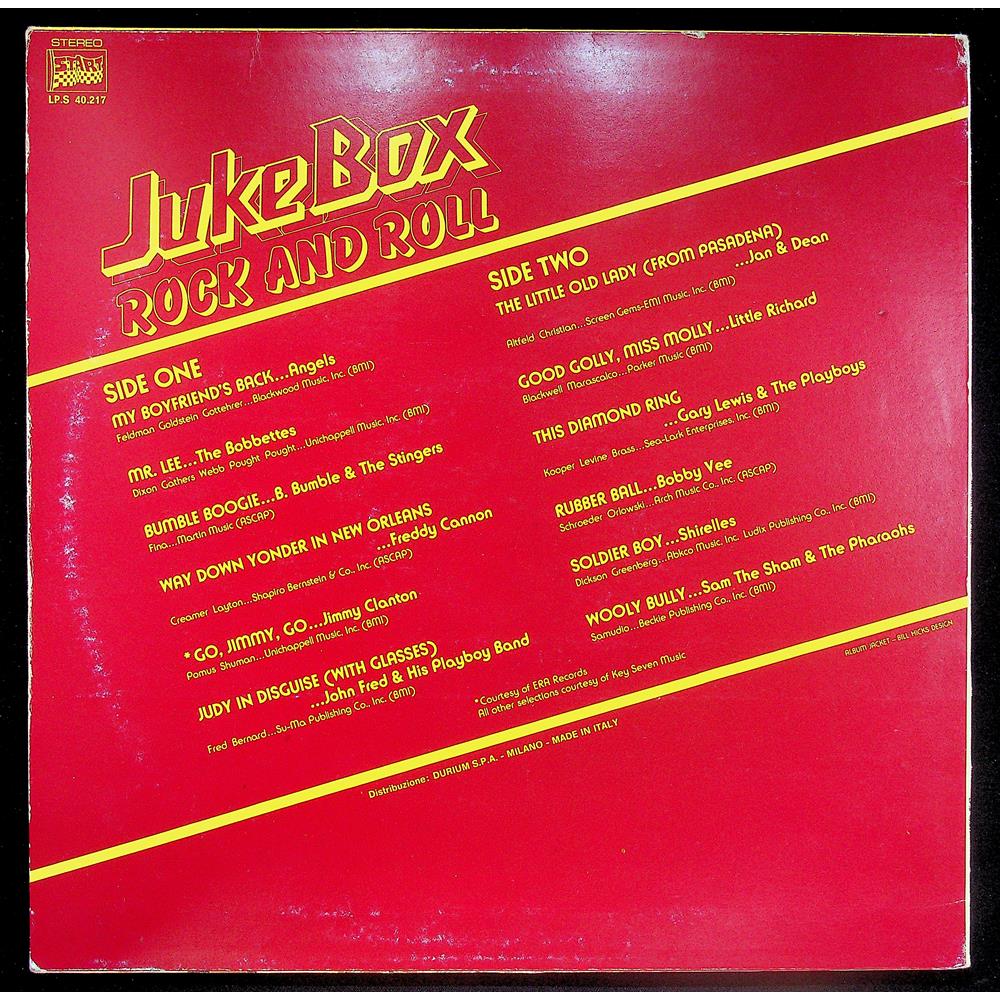 STEREO
START
LP.S 40.217
Juke Box
ROCK AND ROLL
SIDE ONE
MY BOYFRIEND'S BACK...Angels
Feldman Goldstein Gottehrer...Blackwood Music, Inc. (BMI)
MR. LEE...The Bobbettes
Dixon Gathers Webb Pought Pought...Unichappell Music, Inc. (BMI)
BUMBLE BOOGIE...B. Bumble & The Stingers
Fina...Martin Music (ASCAP)
WAY DOWN YONDER IN NEW ORLEANS
...Freddy Cannon
Creamer Layton...Shapiro Bernstein & Co., Inc. (ASCAP)
* GO, JIMMY, GO...Jimmy Clanton
Pomus Shuman...Unichappell Music, Inc. (BMI)
JUDY IN DISGUISE (WITH GLASSES)
...John Fred & His Playboy Band
Fred Bernard...Su-Ma Publishing Co., Inc. (BMI)
SIDE TWO
THE LITTLE OLD LADY (FROM PASADENA)
...Jan & Dean
Altfeld Christian...Screen Gems-EMI Music, Inc. (BMI)
GOOD GOLLY, MISS MOLLY...Little Richard
Blackwell Marascalco...Parker Music (BMI)
THIS DIAMOND RING
...Gary Lewis & The Playboys
Kooper Levine Brass...Sea-Lark Enterprises, Inc. (BMI)
RUBBER BALL...Bobby Vee
Schroeder Orlowski...Arch Music Co., Inc. (ASCAP)
SOLDIER BOY...Shirelles
Dickson Greenberg...Abkco Music, Inc. Ludix Publishing Co., Inc. (BMI)
WOOLY BULLY...Sam The Sham & The Pharaohs
Samudio...Beckie Publishing Co., Inc. (BMI)
*Courtesy of ERA Records
All other selections courtesy of Key Seven Music
ALBUM JACKET - BILL HICKS DESIGN
Distribuzione: DURIUM S.P.A. - MILANO - MADE IN ITALY